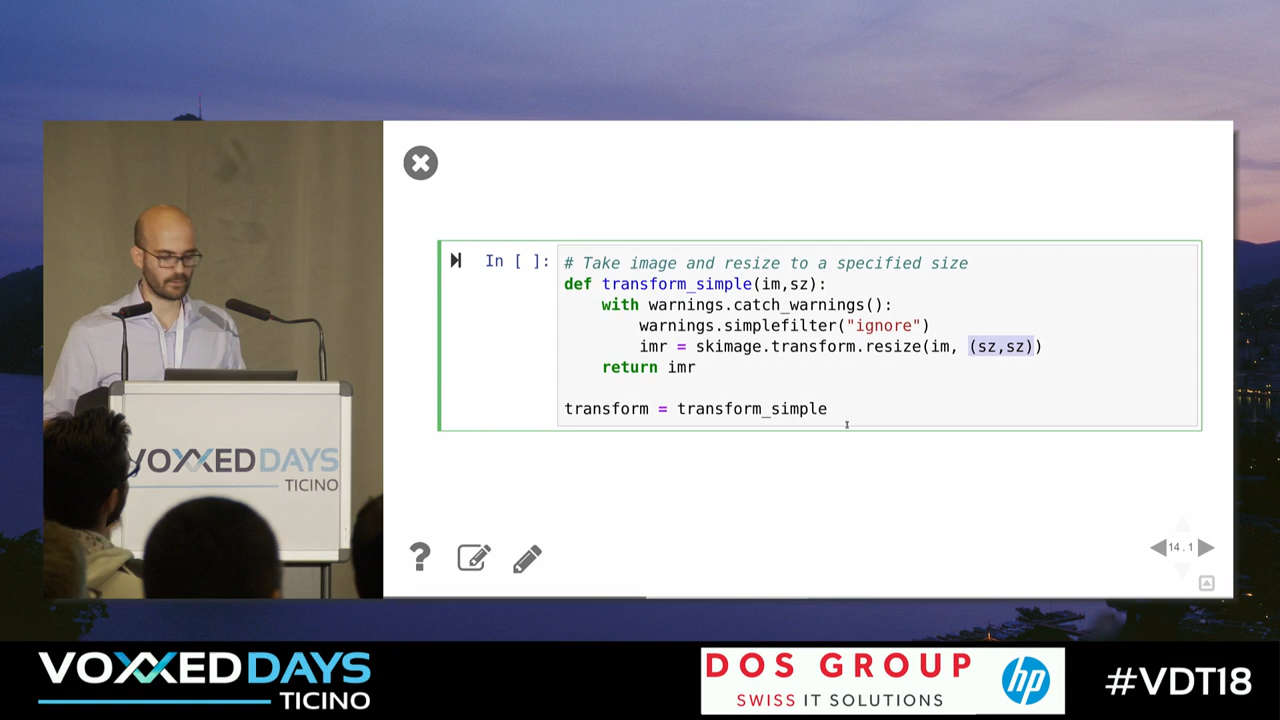 In [ ]:
# Take image and resize to a specified size
def transform_simple(im,sz):
    with warnings.catch_warnings():
        warnings.simplefilter("ignore")
        imr = skimage.transform.resize(im, (sz,sz))
    return imr
transform = transform_simple
VOXXEDDAYS
TICINO
?
14.1
VOXXEDDAYS
TICINO
DOS GROUP
SWISS IT SOLUTIONS
hp
#VDT18